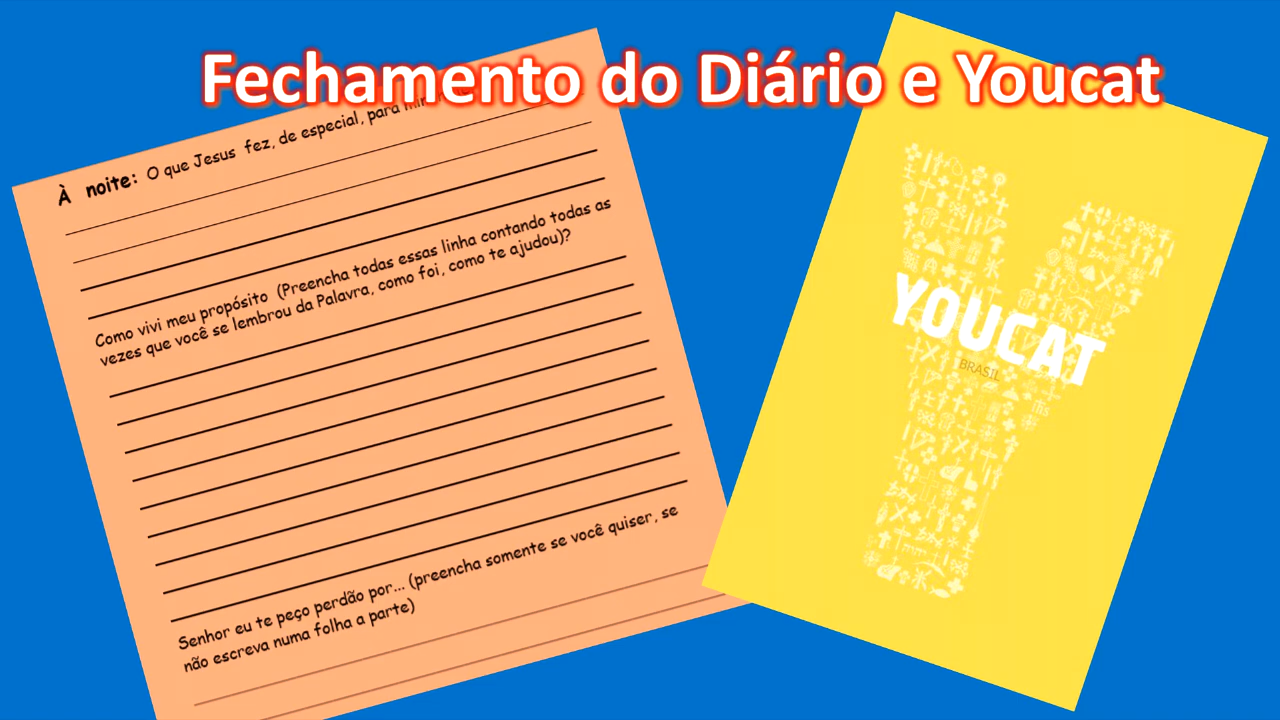 Fechamento do Diário e Youcat
À noite: O que Jesus fez, de especial, para
Como vivi meu propósito (Preencha todas essas linha contando todas as
vezes que você se lembrou da Palavra, como foi, como te ajudou)?
Senhor eu te peço perdão por... (preencha somente se você quiser, se
não escreva numa folha a parte)
YOUCAT
BRASIL